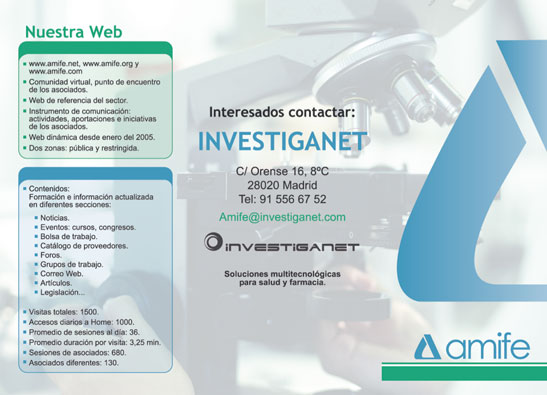 Nuestra Web
www.amife.net, www.amife.org y
www.amife.com
Comunidad virtual, punto de encuentro
de los asociados.
Web de referencia del sector.
Instrumento de comunicación:
actividades, aportaciones e iniciativas
de los asociados.
Web dinámica desde enero del 2005.
Dos zonas: pública y restringida.
Contenidos:
Formación e información actualizada
en diferentes secciones:
Noticias.
Eventos: cursos, congresos.
Bolsa de trabajo.
Catálogo de proveedores.
Foros.
Grupos de trabajo.
Correo Web.
Artículos.
Legislación...
Visitas totales: 1500.
Accesos diarios a Home: 1000.
Promedio de sesiones al día: 36.
Promedio duración por visita: 3,25 min.
Sesiones de asociados: 680.
Asociados diferentes: 130.
Interesados contactar:
INVESTIGANET
C/ Orense 16, 8ºC
28020 Madrid
Tel: 91 556 67 52
Amife@investiganet.com
INVESTIGANET
Soluciones multitecnológicas
para salud y farmacia.
amife